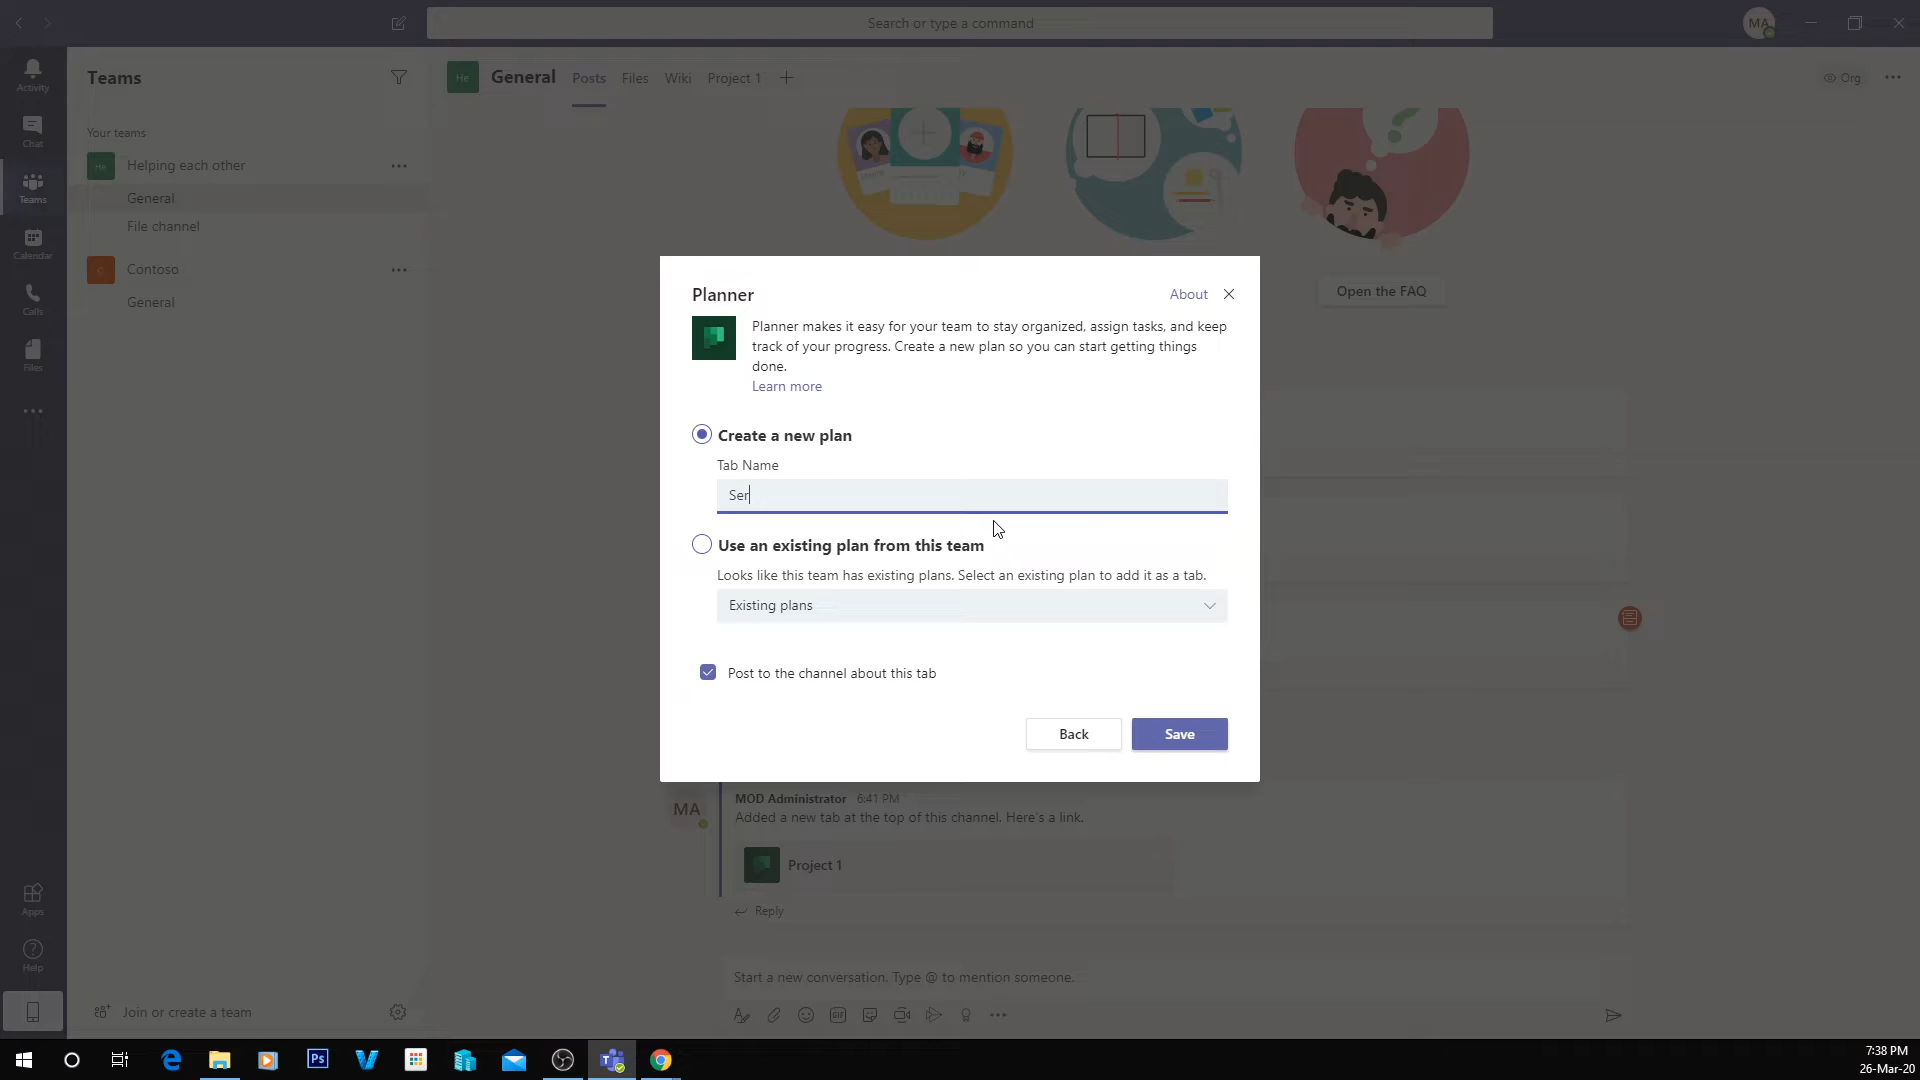 Search or type a command
MA
Activity
Chat
Teams
Calendar
Calls
Files
Apps
Help
Teams
Your teams
He
Helping each other
General
File channel
C
Contoso
General
Join or create a team
He
General
Posts
Files
Wiki
Project 1
Org
Open the FAQ
Planner
About
Planner makes it easy for your team to stay organized, assign tasks, and keep
track of your progress. Create a new plan so you can start getting things
done.
Learn more
Create a new plan
Tab Name
Ser
Use an existing plan from this team
Looks like this team has existing plans. Select an existing plan to add it as a tab.
Existing plans
Post to the channel about this tab
Back
Save
MA
MOD Administrator 6:41 PM
Added a new tab at the top of this channel. Here's a link.
Project 1
Reply
Start a new conversation. Type @ to mention someone.
GIF
Ps
7:38 PM
26-Mar-20